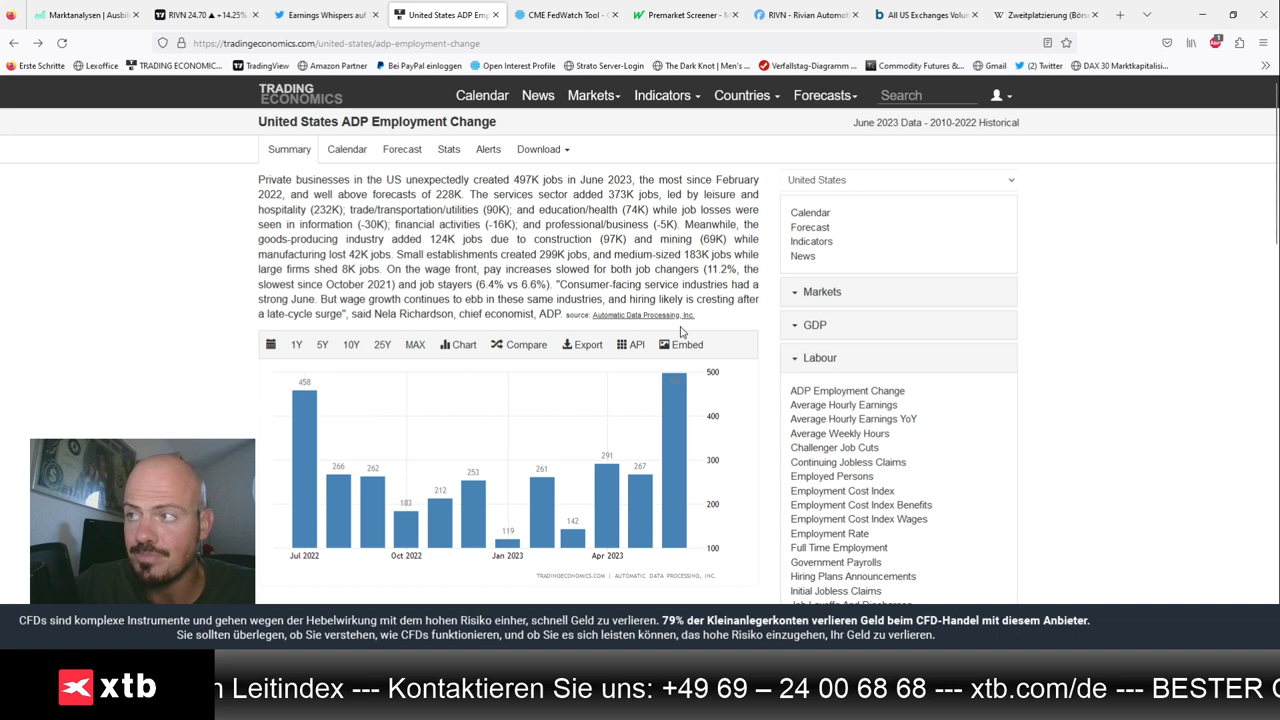 Marktanalysen | Ausbil
RIVN 24.70 ▲ +14.25%
Earnings Whispers auf
United States ADP Emp
CME FedWatch Tool - C
Premarket Screener - M
RIVN - Rivian Automoti
All US Exchanges Volu
Zweitplatzierung (Börse
https://tradingeconomics.com/united-states/adp-employment-change
Erste Schritte
Lexoffice
TRADING ECONOMIC...
TradingView
Amazon Partner
Bei PayPal einloggen
Open Interest Profile
Strato Server-Login
The Dark Knot | Men's ...
Verfallstag-Diagramm ...
Commodity Futures &...
Gmail
(2) Twitter
DAX 30 Marktkapitalisi...
TRADING
ECONOMICS
Calendar News Markets Indicators Countries Forecasts Search
United States ADP Employment Change
June 2023 Data - 2010-2022 Historical
Summary Calendar Forecast Stats Alerts Download
Private businesses in the US unexpectedly created 497K jobs in June 2023, the most since February
2022, and well above forecasts of 228K. The services sector added 373K jobs, led by leisure and
hospitality (232K); trade/transportation/utilities (90K); and education/health (74K) while job losses were
seen in information (-30K); financial activities (-16K); and professional/business (-5K). Meanwhile, the
goods-producing industry added 124K jobs due to construction (97K) and mining (69K) while
manufacturing lost 42K jobs. Small establishments created 299K jobs, and medium-sized 183K jobs while
large firms shed 8K jobs. On the wage front, pay increases slowed for both job changers (11.2%, the
slowest since October 2021) and job stayers (6.4% vs 6.6%). "Consumer-facing service industries had a
strong June. But wage growth continues to ebb in these same industries, and hiring likely is cresting after
a late-cycle surge", said Nela Richardson, chief economist, ADP. source: Automatic Data Processing, Inc.
1Y 5Y 10Y 25Y MAX Chart Compare Export API Embed
500
400
300
200
100
458
266
262
183
212
253
119
261
142
291
267
Jul 2022 Oct 2022 Jan 2023 Apr 2023
TRADINGECONOMICS.COM | AUTOMATIC DATA PROCESSING, INC.
United States
Calendar
Forecast
Indicators
News
Markets
GDP
Labour
ADP Employment Change
Average Hourly Earnings
Average Hourly Earnings YoY
Average Weekly Hours
Challenger Job Cuts
Continuing Jobless Claims
Employed Persons
Employment Cost Index
Employment Cost Index Benefits
Employment Cost Index Wages
Employment Rate
Full Time Employment
Government Payrolls
Hiring Plans Announcements
Initial Jobless Claims
CFDs sind komplexe Instrumente und gehen wegen der Hebelwirkung mit dem hohen Risiko einher, schnell Geld zu verlieren. 79% der Kleinanlegerkonten verlieren Geld beim CFD-Handel mit diesem Anbieter.
Sie sollten überlegen, ob Sie verstehen, wie CFDs funktionieren, und ob Sie es sich leisten können, das hohe Risiko einzugehen, Ihr Geld zu verlieren.
xtb
n Leitindex --- Kontaktieren Sie uns: +49 69 – 24 00 68 68 --- xtb.com/de --- BESTER